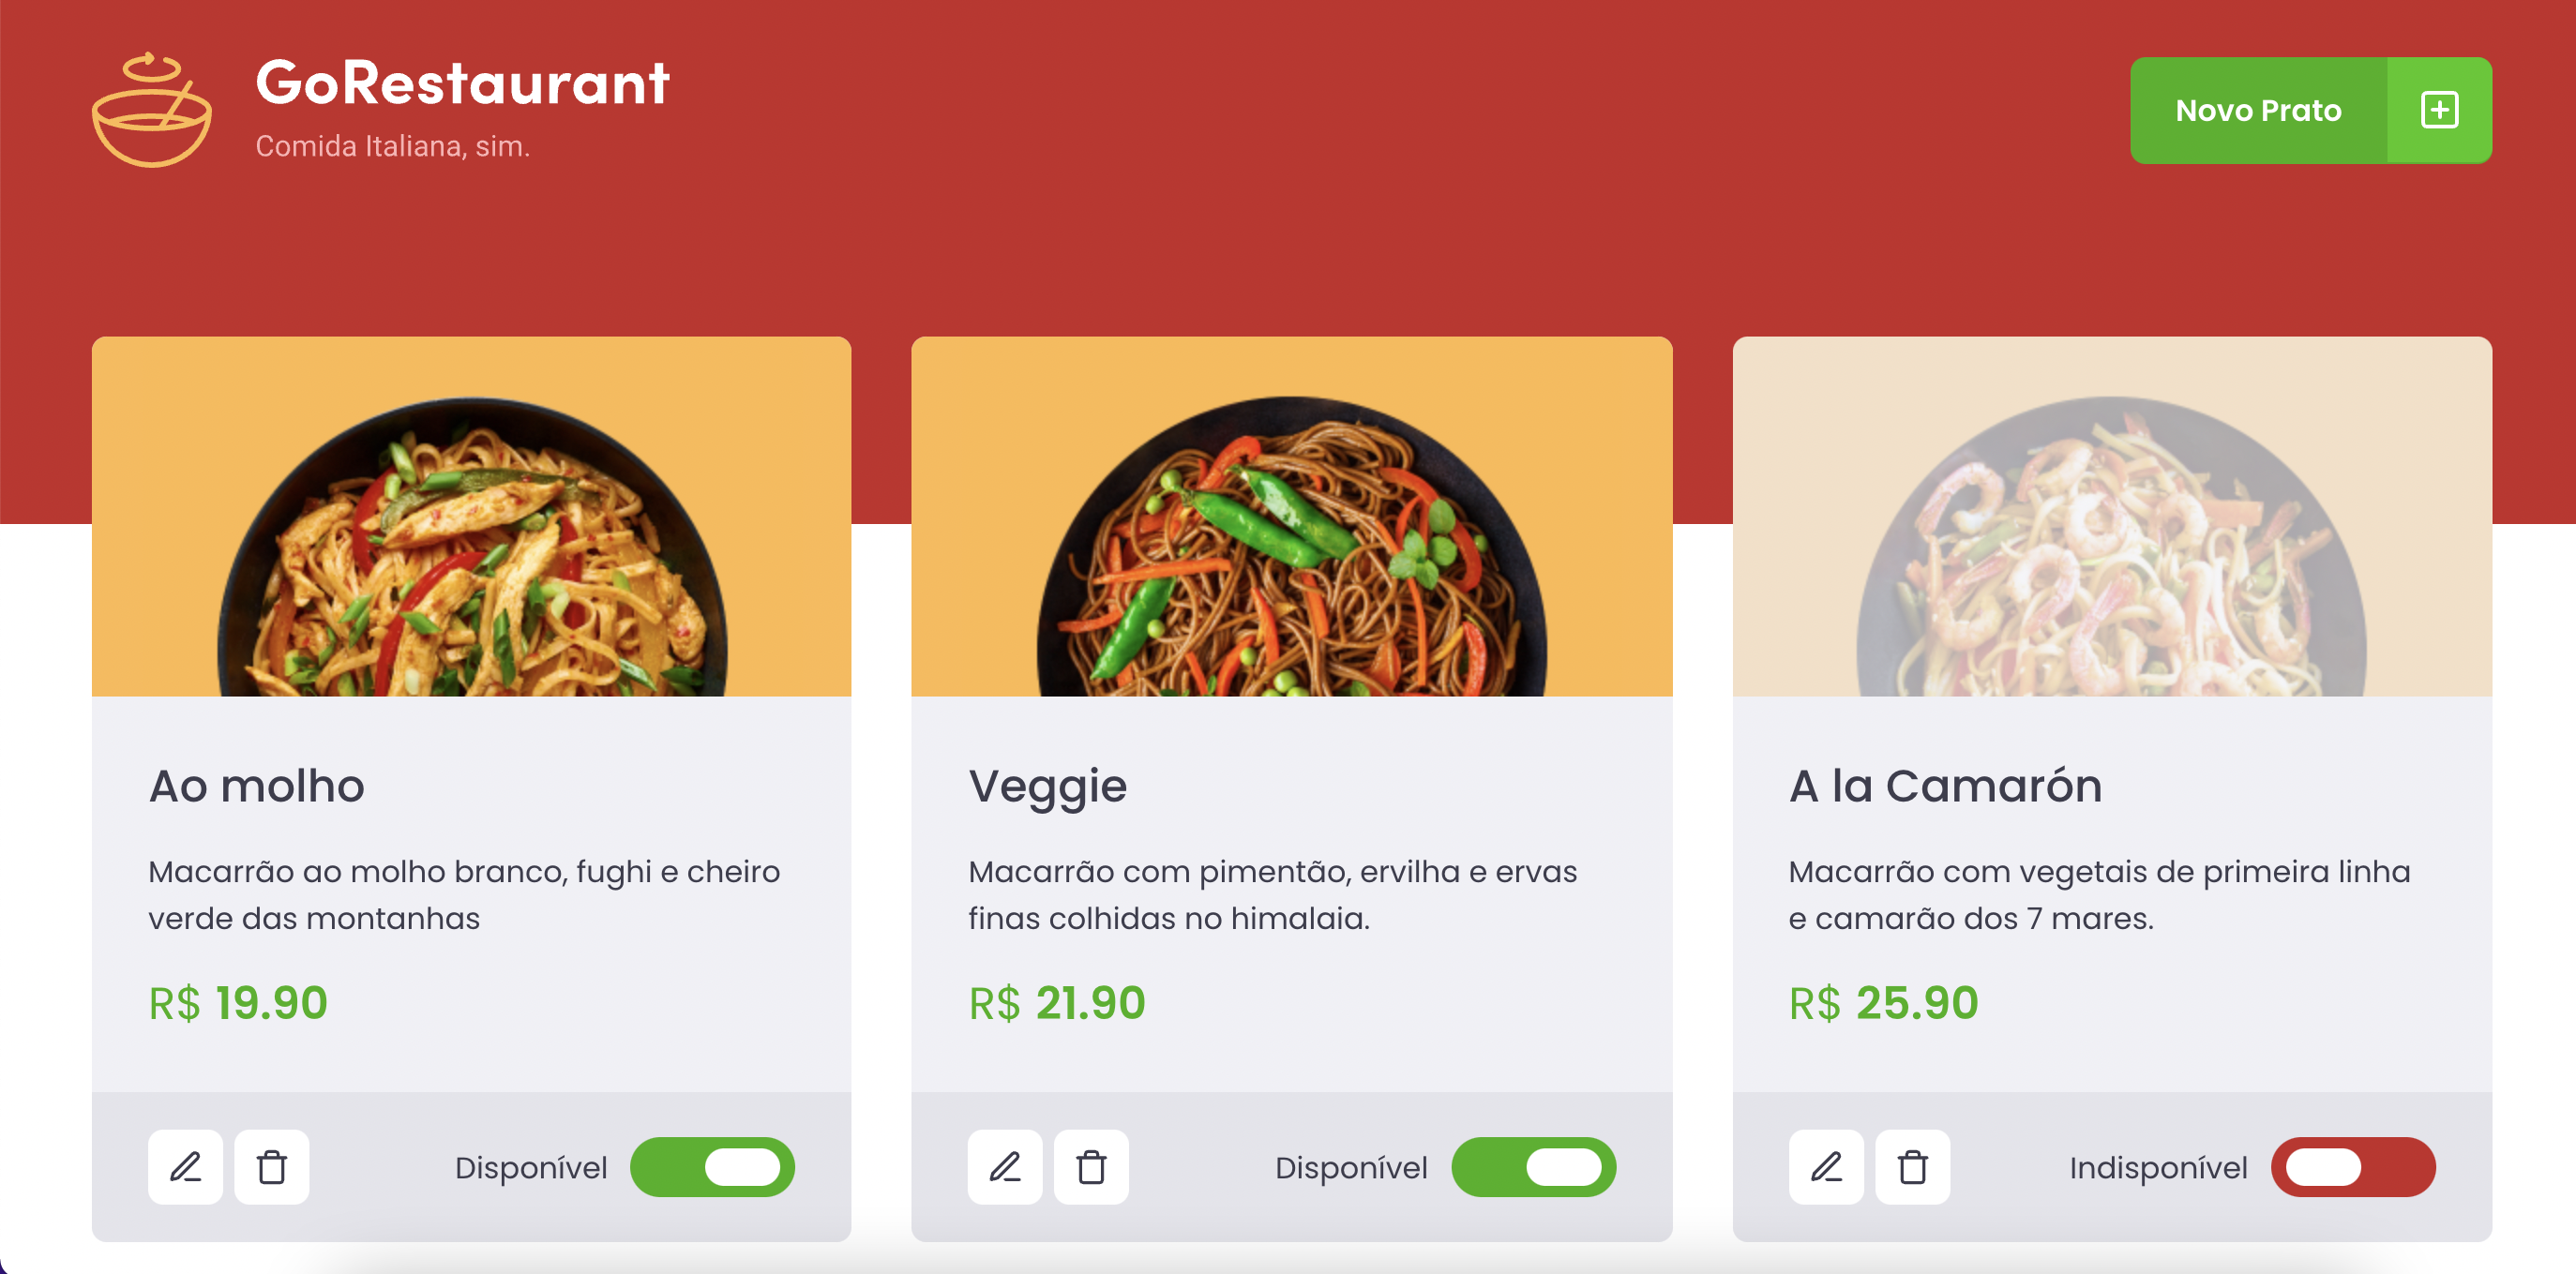 GoRestaurant
Comida Italiana, sim.
Novo Prato
Ao molho
Macarrão ao molho branco, fughi e cheiro
verde das montanhas
R$ 19.90
Disponível
Veggie
Macarrão com pimentão, ervilha e ervas
finas colhidas no himalaia.
R$ 21.90
Disponível
A la Camarón
Macarrão com vegetais de primeira linha
e camarão dos 7 mares.
R$ 25.90
Indisponível